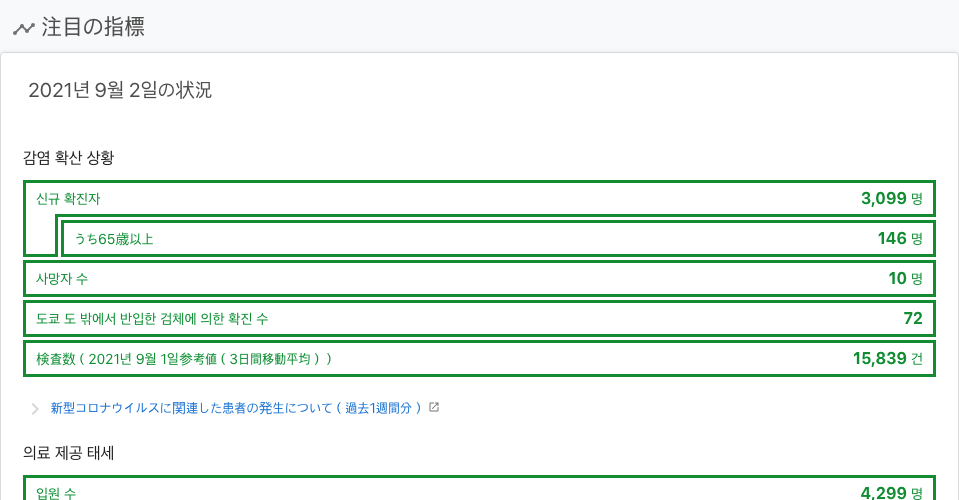 注目の指標
2021년 9월 2일の状況
감염 확산 상황
신규 확진자 3,099 명
うち65歳以上 146 명
사망자 수 10 명
도쿄 도 밖에서 반입한 검체에 의한 확진 수 72
検査数 ( 2021년 9월 1일参考値 ( 3日間移動平均 ) ) 15,839 건
新型コロナウイルスに関連した患者の発生について ( 過去1週間分 )
의료 제공 태세
입원 수 4,299 명